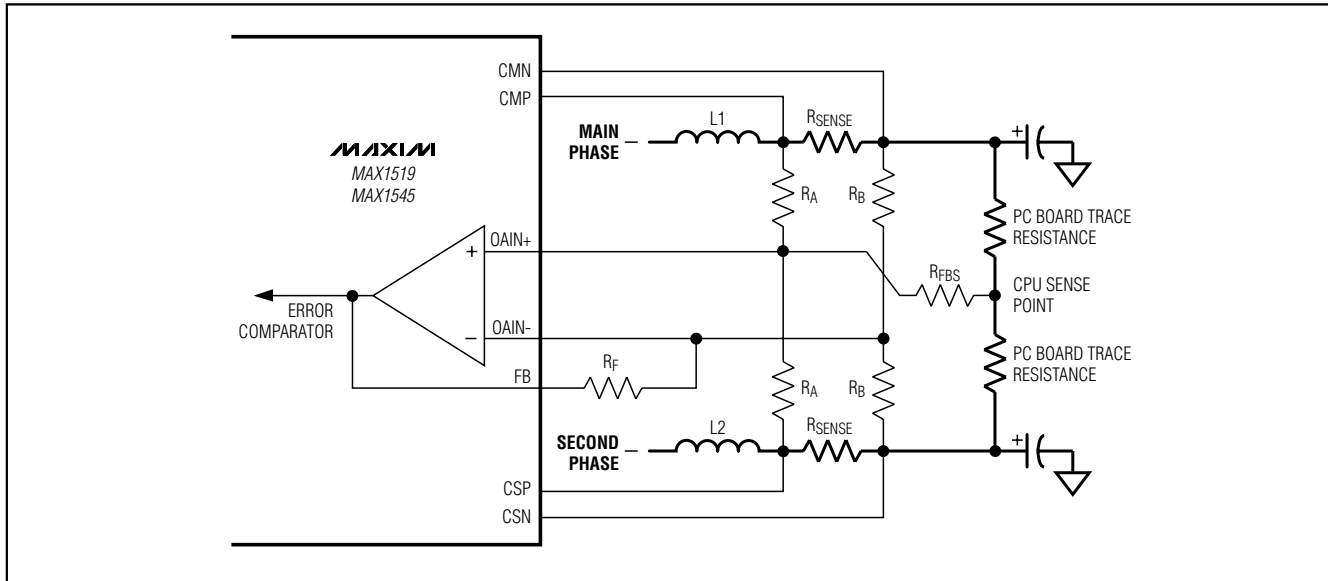 CMN
CMP
MAXIM
MAX1519
MAX1545
MAIN
PHASE
L1
RSENSE
+
RA
RB
PC BOARD TRACE
RESISTANCE
+
OAIN+
RFBS
CPU SENSE
POINT
ERROR
COMPARATOR
−
OAIN-
FB
RF
RA
RB
PC BOARD TRACE
RESISTANCE
SECOND
PHASE
L2
RSENSE
+
CSP
CSN